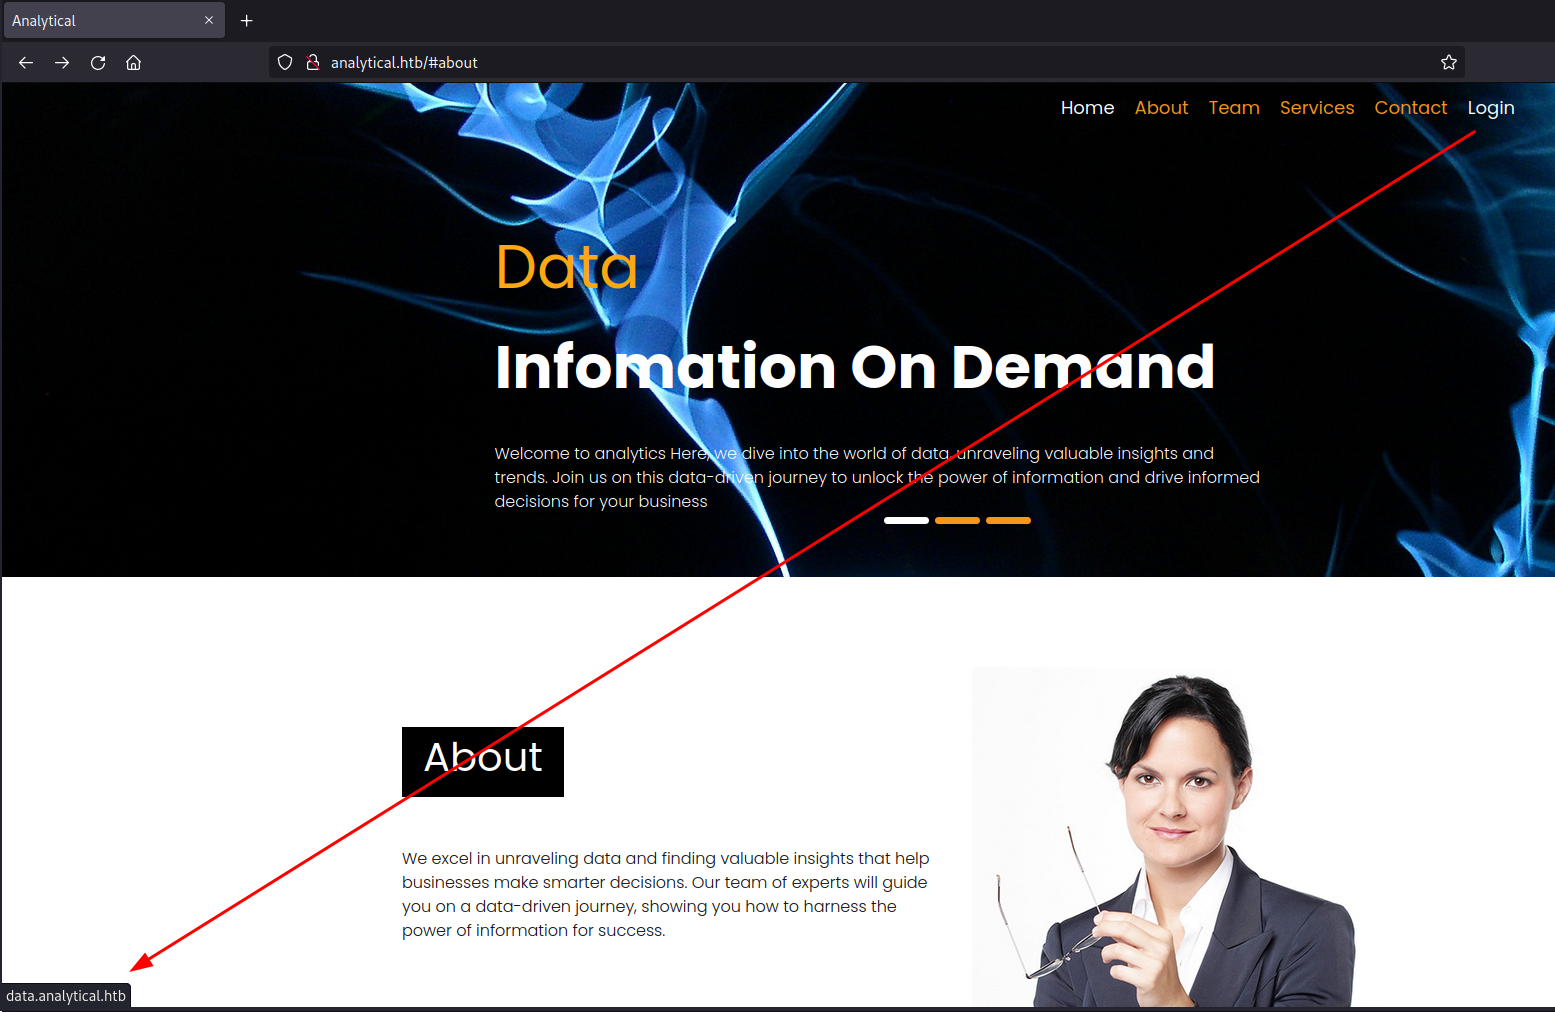 Analytical
analytical.htb/#about
Home About Team Services Contact Login
Data
Infomation On Demand
Welcome to analytics Here, we dive into the world of data, unraveling valuable insights and
trends. Join us on this data-driven journey to unlock the power of information and drive informed
decisions for your business
About
We excel in unraveling data and finding valuable insights that help
businesses make smarter decisions. Our team of experts will guide
you on a data-driven journey, showing you how to harness the
power of information for success.
data.analytical.htb